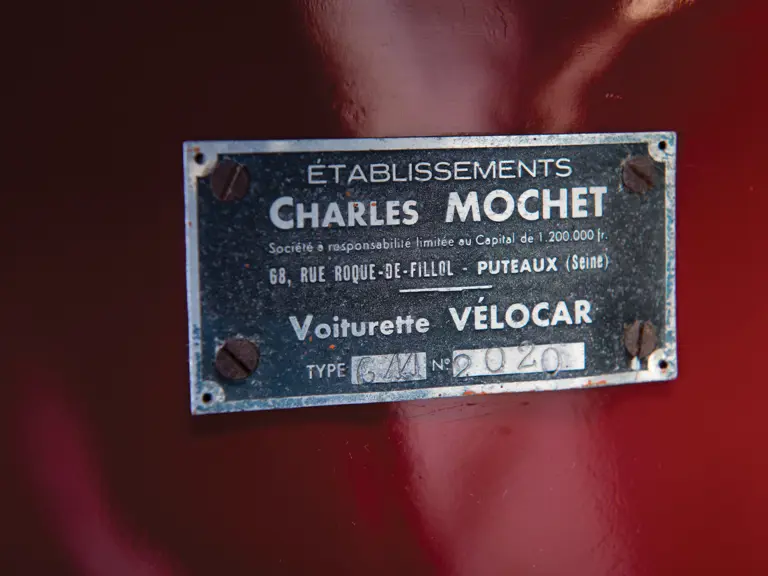 ÉTABLISSEMENTS
CHARLES MOCHET
Société a responsabilité limitée au Capital de 1.200.000 fr.
68, RUE ROQUE-DE-FILLOL - PUTEAUX (Seine)
Voiturette VÉLOCAR
TYPE GM N° 2020